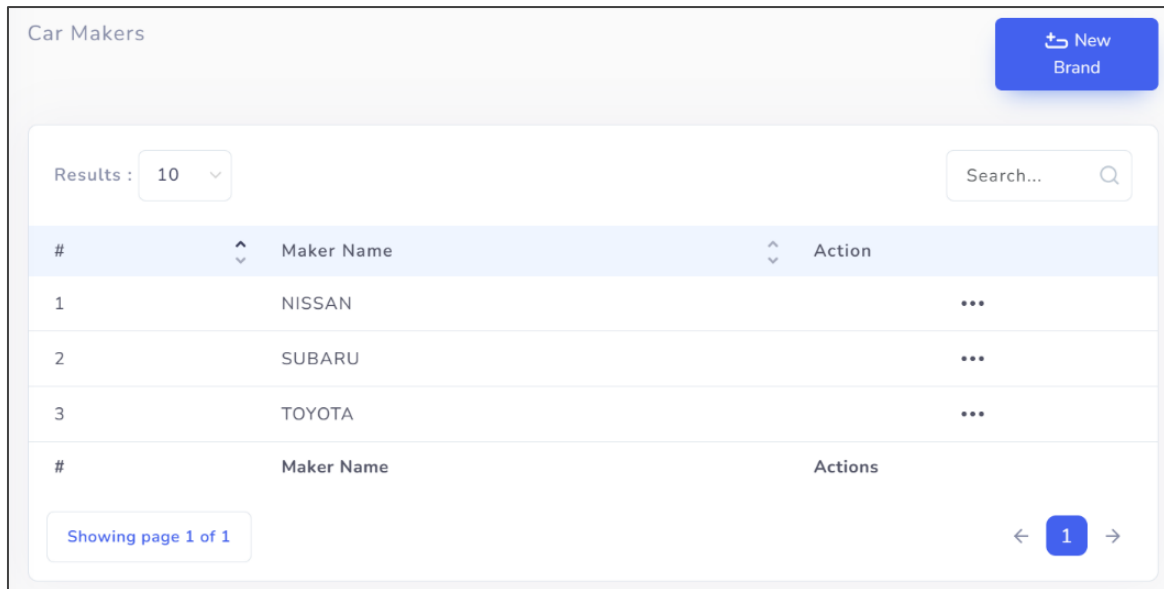 Car Makers
New
Brand
Results : 10
Search...
# Maker Name Action
1 NISSAN
2 SUBARU
3 TOYOTA
# Maker Name Actions
Showing page 1 of 1
1